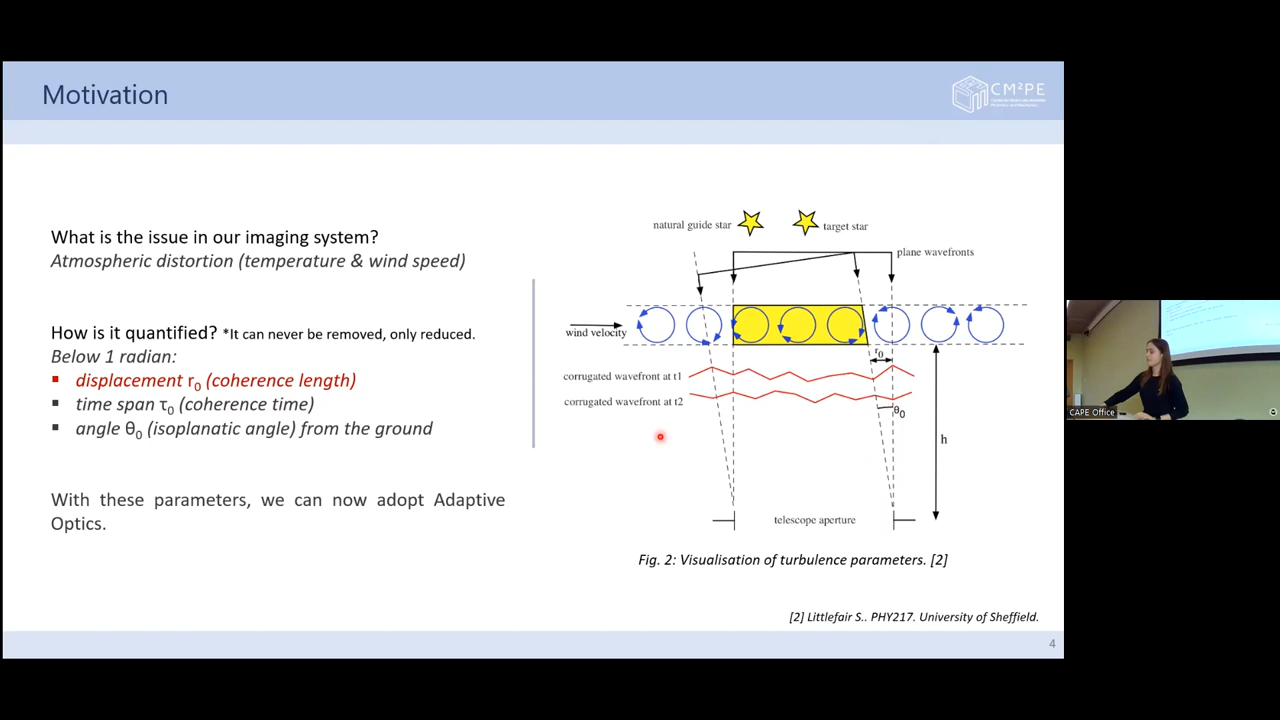 Motivation
CM²PE
What is the issue in our imaging system?
Atmospheric distortion (temperature & wind speed)
How is it quantified? *It can never be removed, only reduced.
Below 1 radian:
▪ displacement r₀ (coherence length)
▪ time span τ₀ (coherence time)
▪ angle θ₀ (isoplanatic angle) from the ground
With these parameters, we can now adopt Adaptive
Optics.
natural guide star
target star
plane wavefronts
wind velocity
r₀
corrugated wavefront at t1
corrugated wavefront at t2
θ₀
h
telescope aperture
Fig. 2: Visualisation of turbulence parameters. [2]
[2] Littlefair S.. PHY217. University of Sheffield.
4
CAPE Office